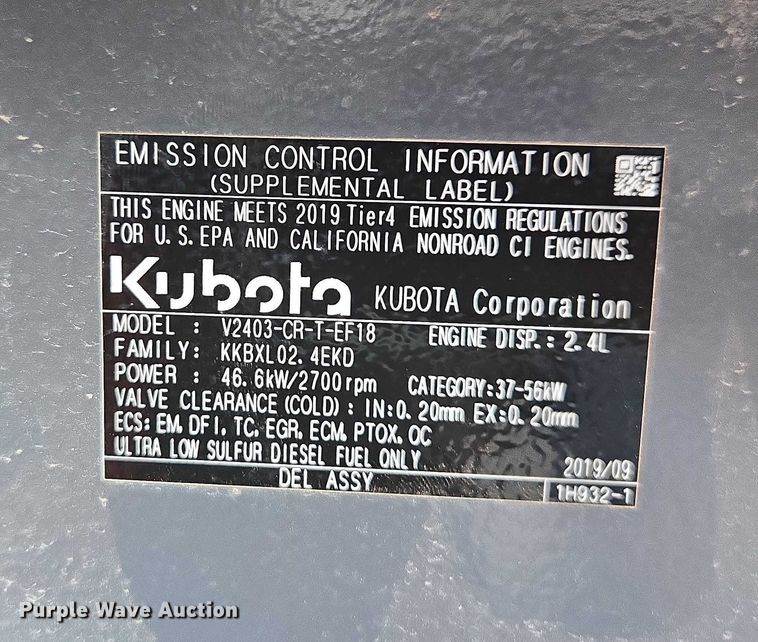 EMISSION CONTROL INFORMATION
(SUPPLEMENTAL LABEL)
THIS ENGINE MEETS 2019 Tier4 EMISSION REGULATIONS
FOR U.S.EPA AND CALIFORNIA NONROAD CI ENGINES.
Kubota KUBOTA Corporation
MODEL : V2403-CR-T-EF18 ENGINE DISP.: 2.4L
FAMILY: KKBXL02.4EKD
POWER : 46.6kW/2700rpm CATEGORY:37-56kW
VALVE CLEARANCE(COLD): IN:0.20mm EX:0.20mm
ECS: EM, DFI, TC, EGR, ECM, PTOX, OC
ULTRA LOW SULFUR DIESEL FUEL ONLY. 2019/09
DEL ASSY 1H932-1
Purple Wave Auction